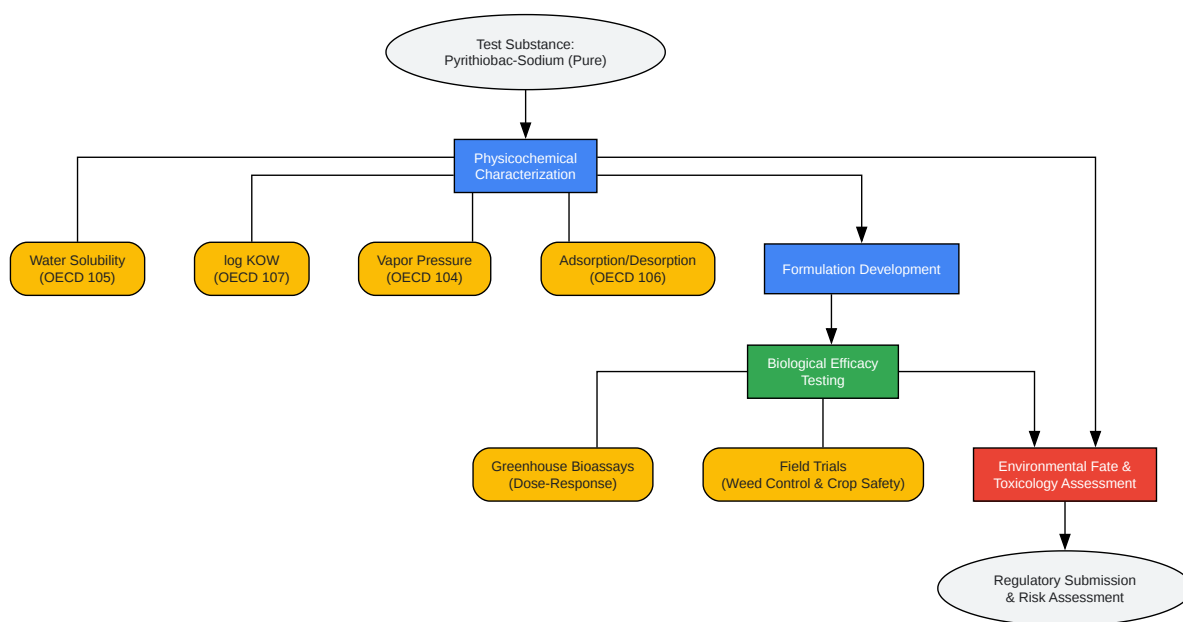 Test Substance:
Pyrithiobac-Sodium (Pure)
Physicochemical
Characterization
Water Solubility
(OECD 105)
log KOW
(OECD 107)
Vapor Pressure
(OECD 104)
Adsorption/Desorption
(OECD 106)
Formulation Development
Biological Efficacy
Testing
Greenhouse Bioassays
(Dose-Response)
Field Trials
(Weed Control & Crop Safety)
Environmental Fate &
Toxicology Assessment
Regulatory Submission
& Risk Assessment